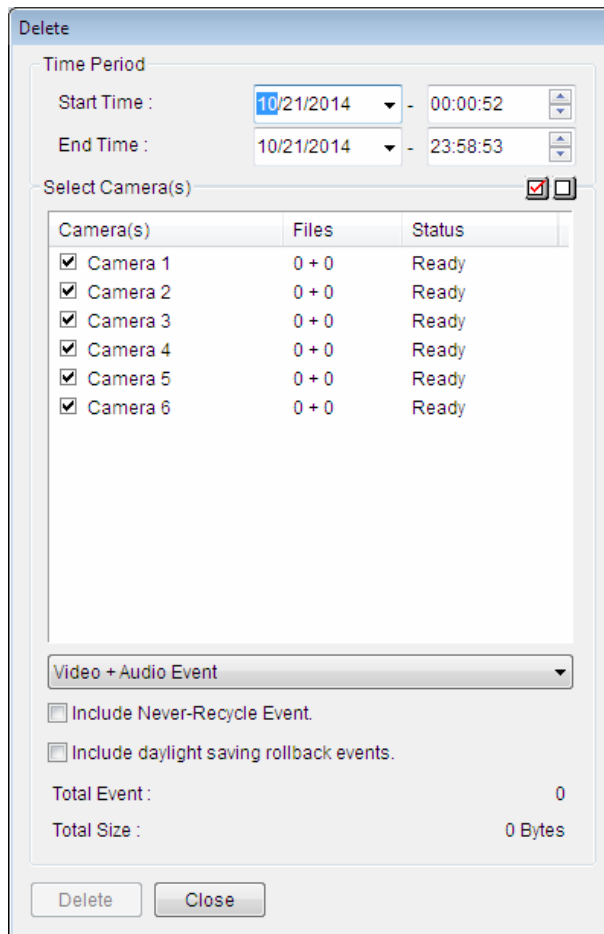 Delete
Time Period
Start Time : 10/21/2014 - 00:00:52
End Time : 10/21/2014 - 23:58:53
Select Camera(s)
Camera(s) Files Status
Camera 1 0 + 0 Ready
Camera 2 0 + 0 Ready
Camera 3 0 + 0 Ready
Camera 4 0 + 0 Ready
Camera 5 0 + 0 Ready
Camera 6 0 + 0 Ready
Video + Audio Event
Include Never-Recycle Event.
Include daylight saving rollback events.
Total Event : 0
Total Size : 0 Bytes
Delete Close